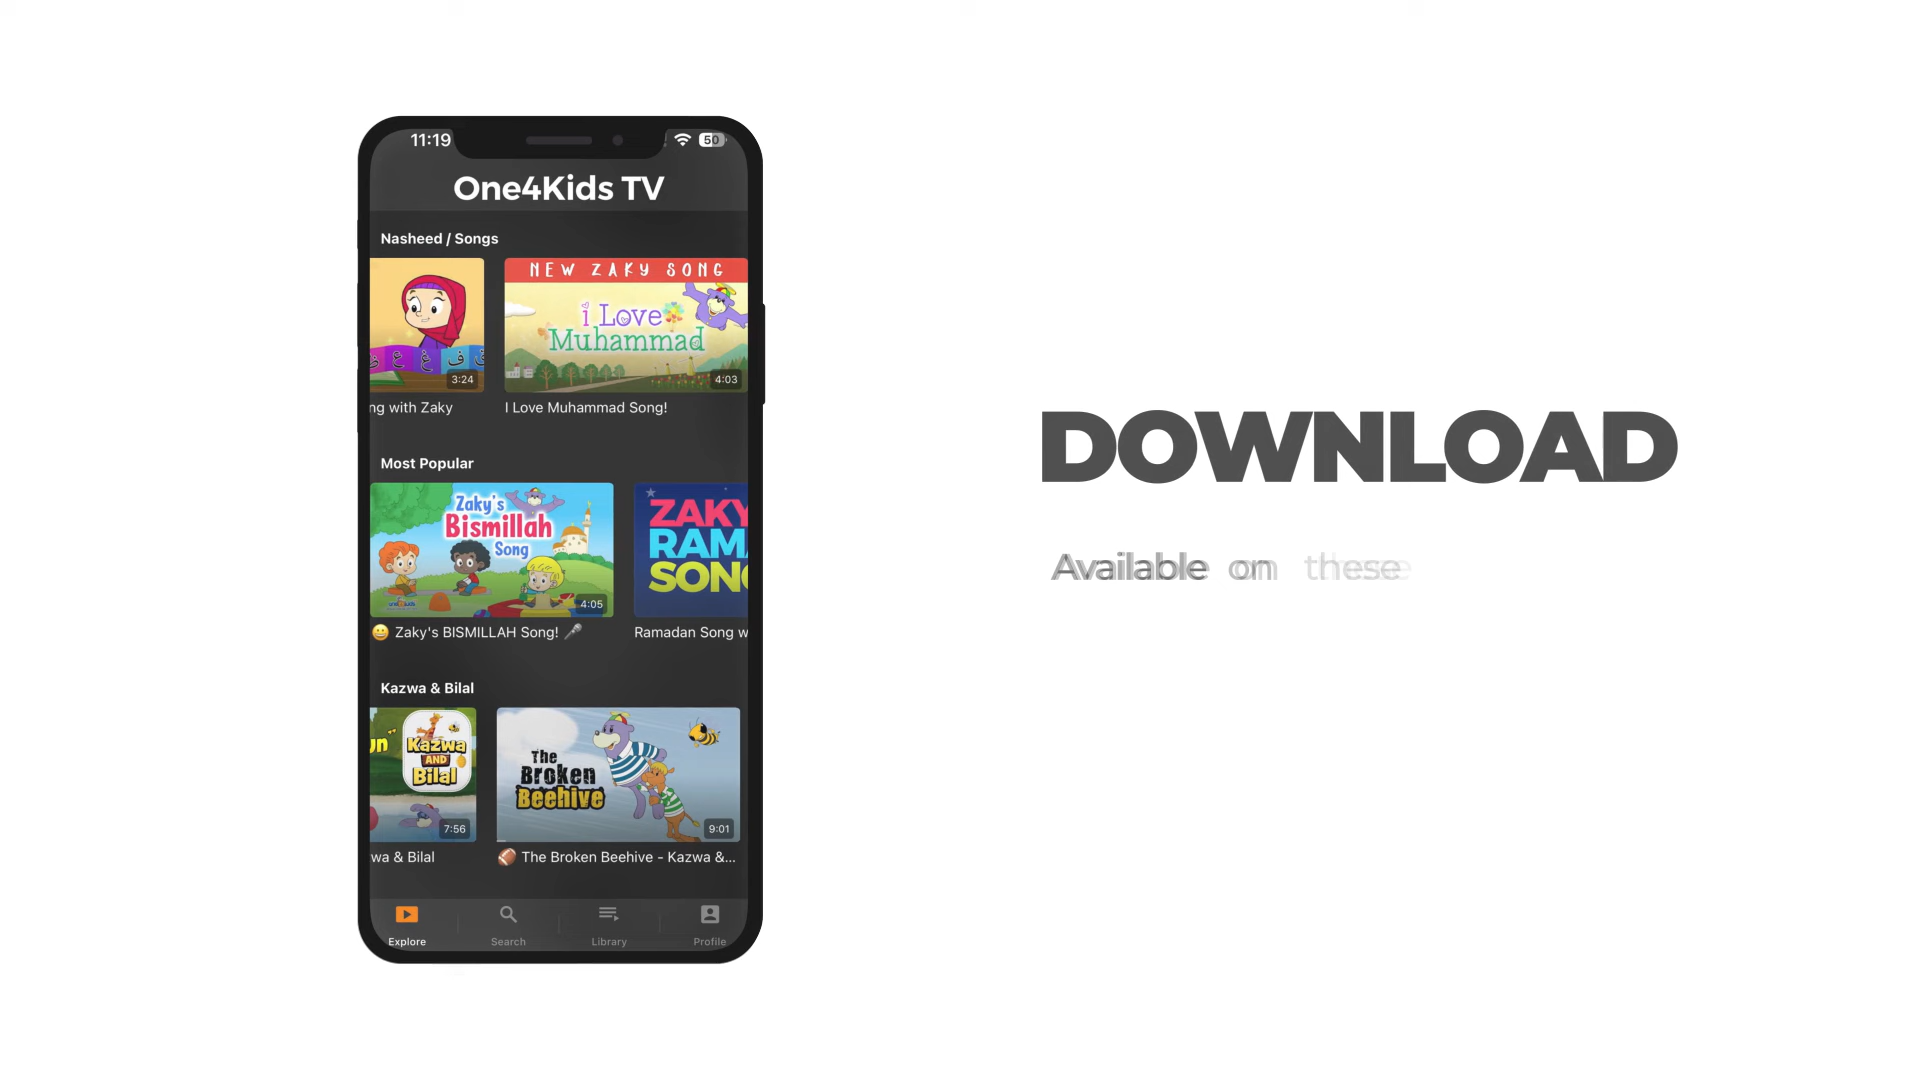 11:19
50
One4Kids TV
Nasheed / Songs
NEW ZAKY SONG
i Love
Muhammad
ظ ع غ ف ق
3:24
4:03
ng with Zaky
I Love Muhammad Song!
Most Popular
Zaky's
Bismillah
Song
ZAKY
RAM
SONG
4:05
Zaky's BISMILLAH Song!
Ramadan Song w
Kazwa & Bilal
un"
Kazwa
AND
Bilal
The
Broken
Beehive
7:56
9:01
wa & Bilal
The Broken Beehive - Kazwa &...
Explore
Search
Library
Profile
DOWNLOAD
Available on these